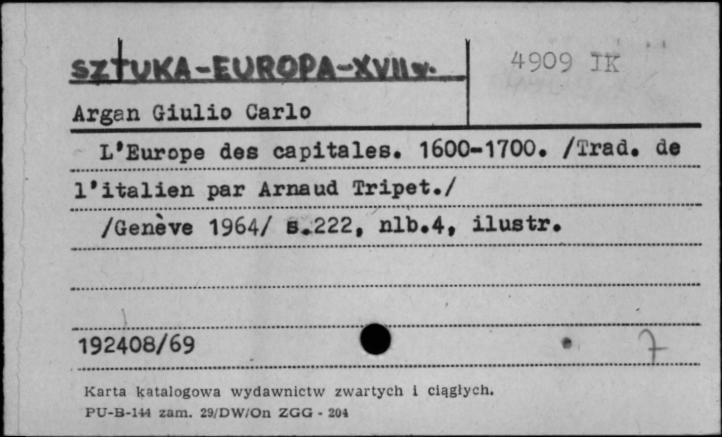 SZTUKA-EUROPA-XVII w.
4909 IK
Argan Giulio Carlo
L'Europe des capitales. 1600-1700. /Trad. de
l'italien par Arnaud Tripet./
/Genève 1964/ s.222, nlb.4, ilustr.
192408/69
7
Karta katalogowa wydawnictw zwartych i ciągłych.
PU-B-144 zam. 29/DW/On ZGG - 204